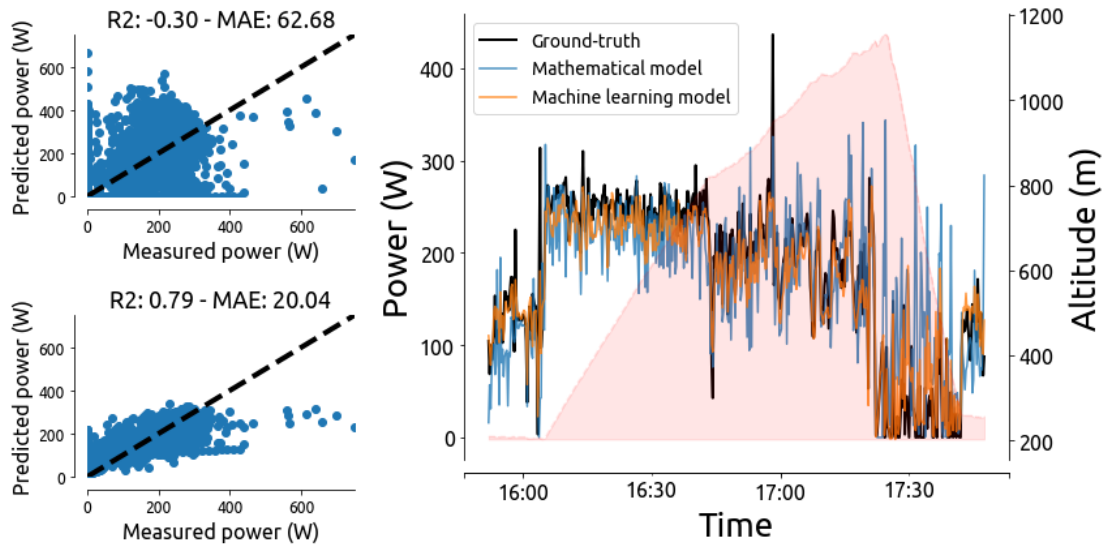 R2: -0.30 - MAE: 62.68
Predicted power (W)
600
400
200
0
0
200
400
600
Measured power (W)
R2: 0.79 - MAE: 20.04
Predicted power (W)
600
400
200
0
0
200
400
600
Measured power (W)
Ground-truth
Mathematical model
Machine learning model
Power (W)
400
300
200
100
0
1200
1000
800
600
400
200
Altitude (m)
16:00
16:30
17:00
17:30
Time